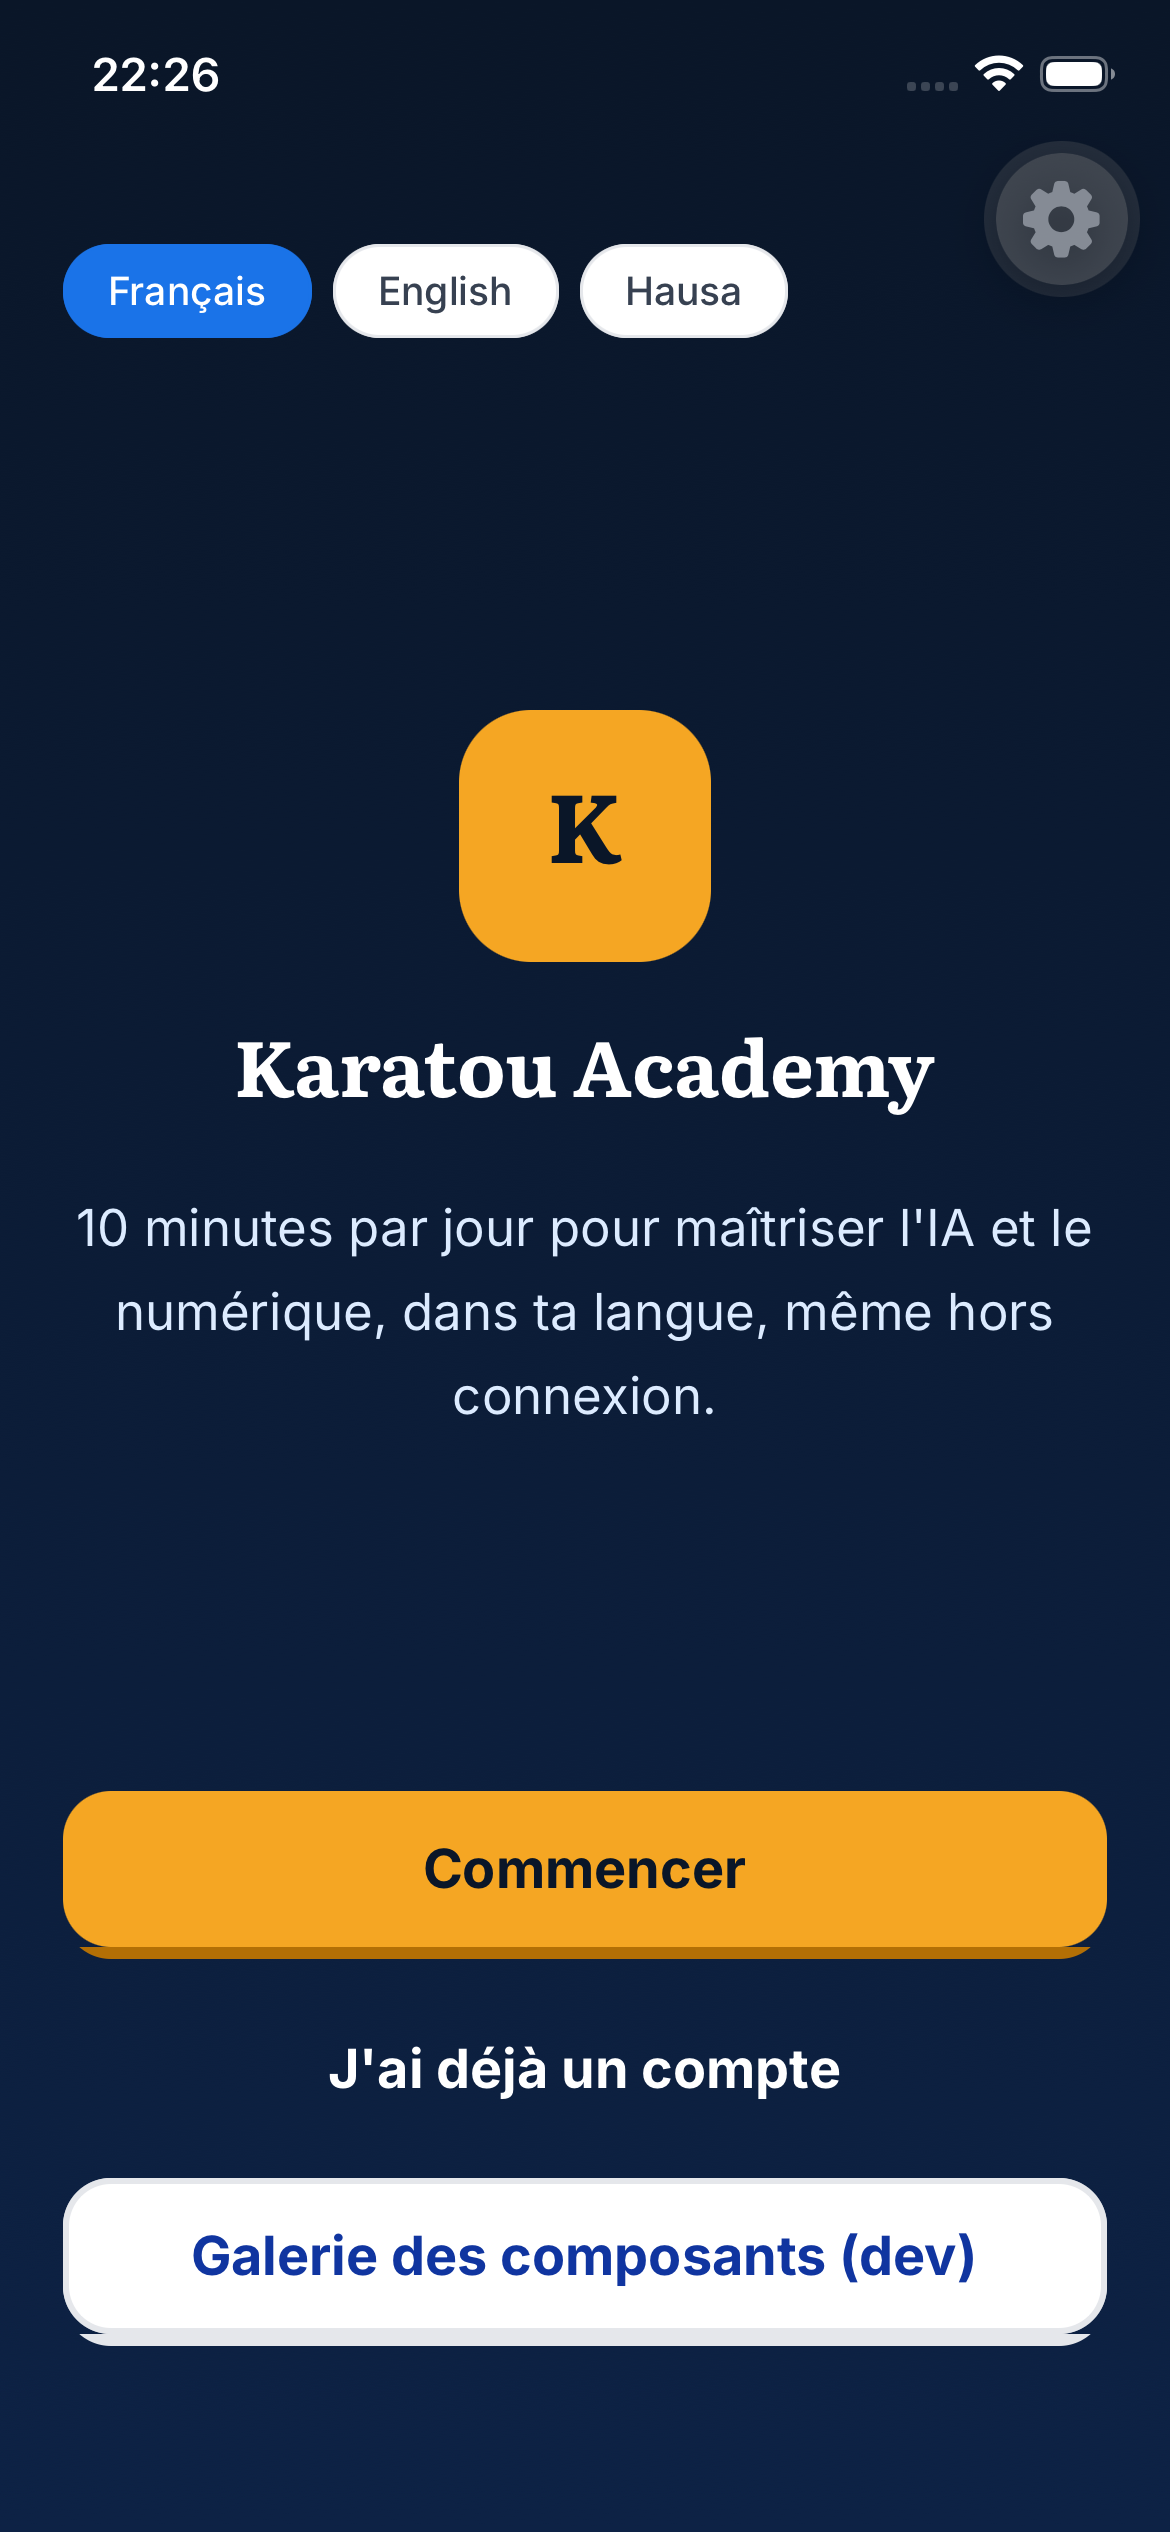 22:26
Français English Hausa
K
Karatou Academy
10 minutes par jour pour maîtriser l'IA et le
numérique, dans ta langue, même hors
connexion.
Commencer
J'ai déjà un compte
Galerie des composants (dev)